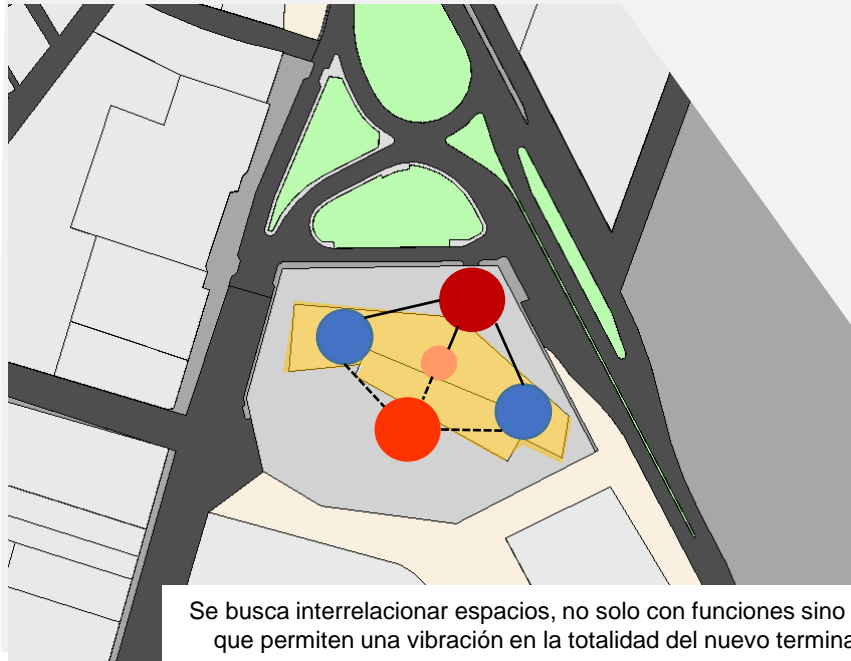 Se busca interrelacionar espacios, no solo con funciones sino
que permiten una vibración en la totalidad del nuevo termina